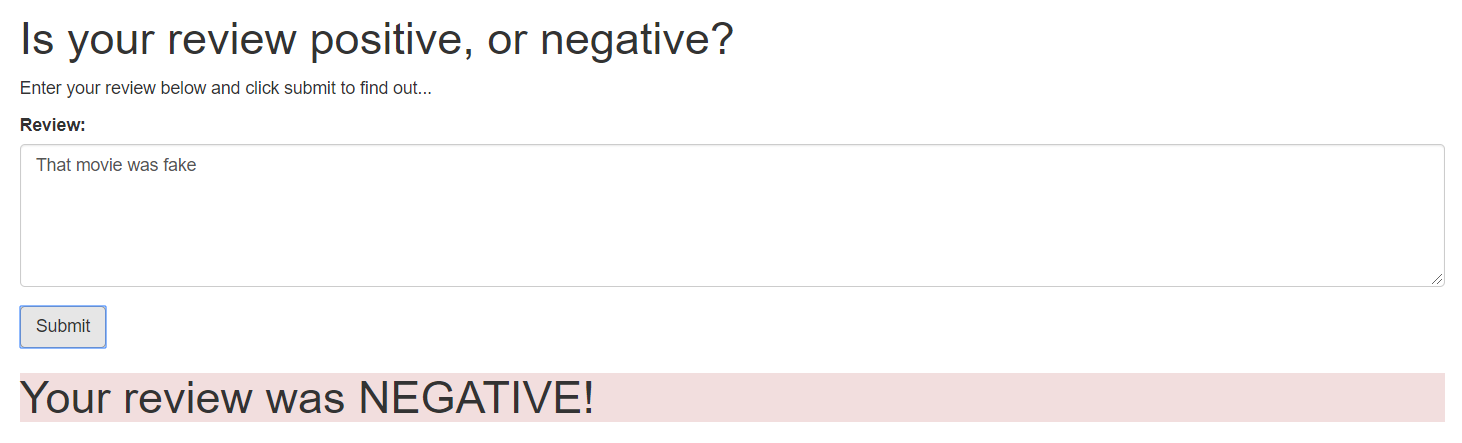 Is your review positive, or negative?
Enter your review below and click submit to find out...
Review:
That movie was fake
Submit
Your review was NEGATIVE!